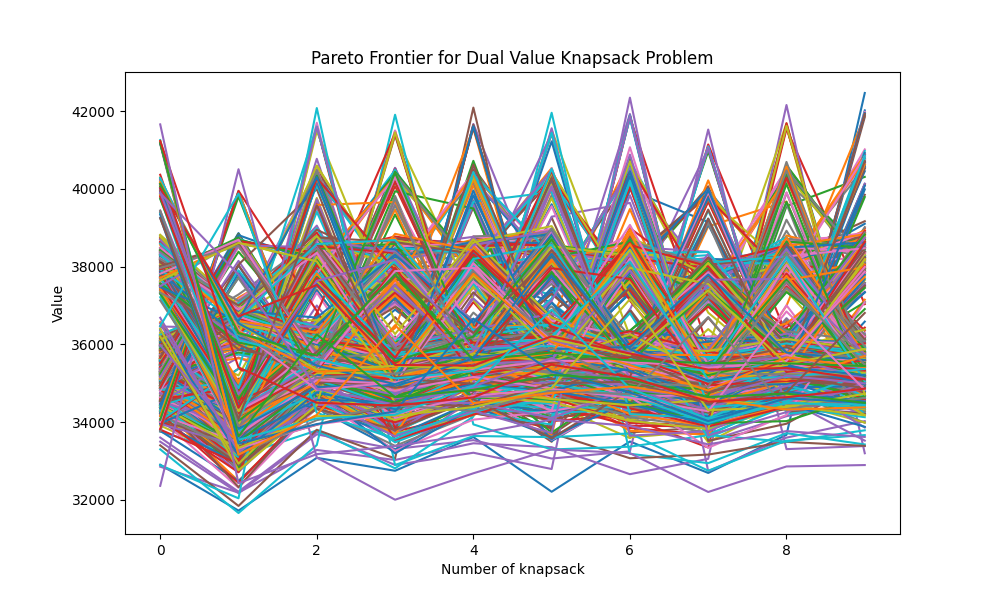 Pareto Frontier for Dual Value Knapsack Problem
42000
40000
38000
36000
34000
32000
Value
0 2 4 6 8
Number of knapsack